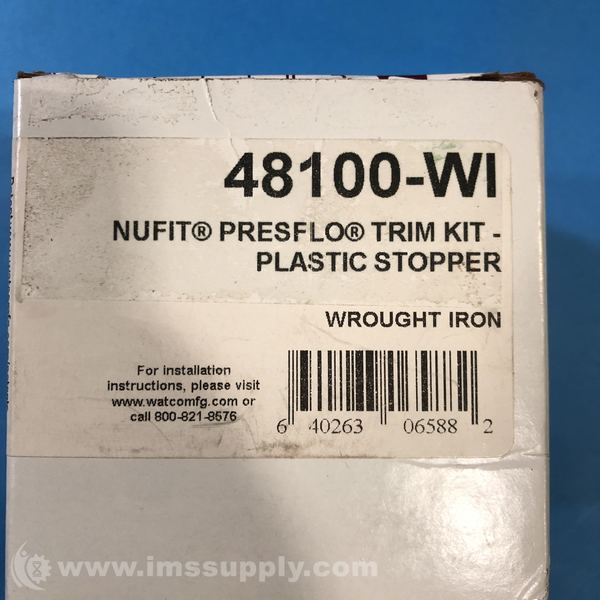 48100-WI
NUFIT® PRESFLO® TRIM KIT -
PLASTIC STOPPER
WROUGHT IRON
For installation
instructions, please visit
www.watcomfg.com or
call 800-821-8576
6 40263 06588 2
www.imssupply.com